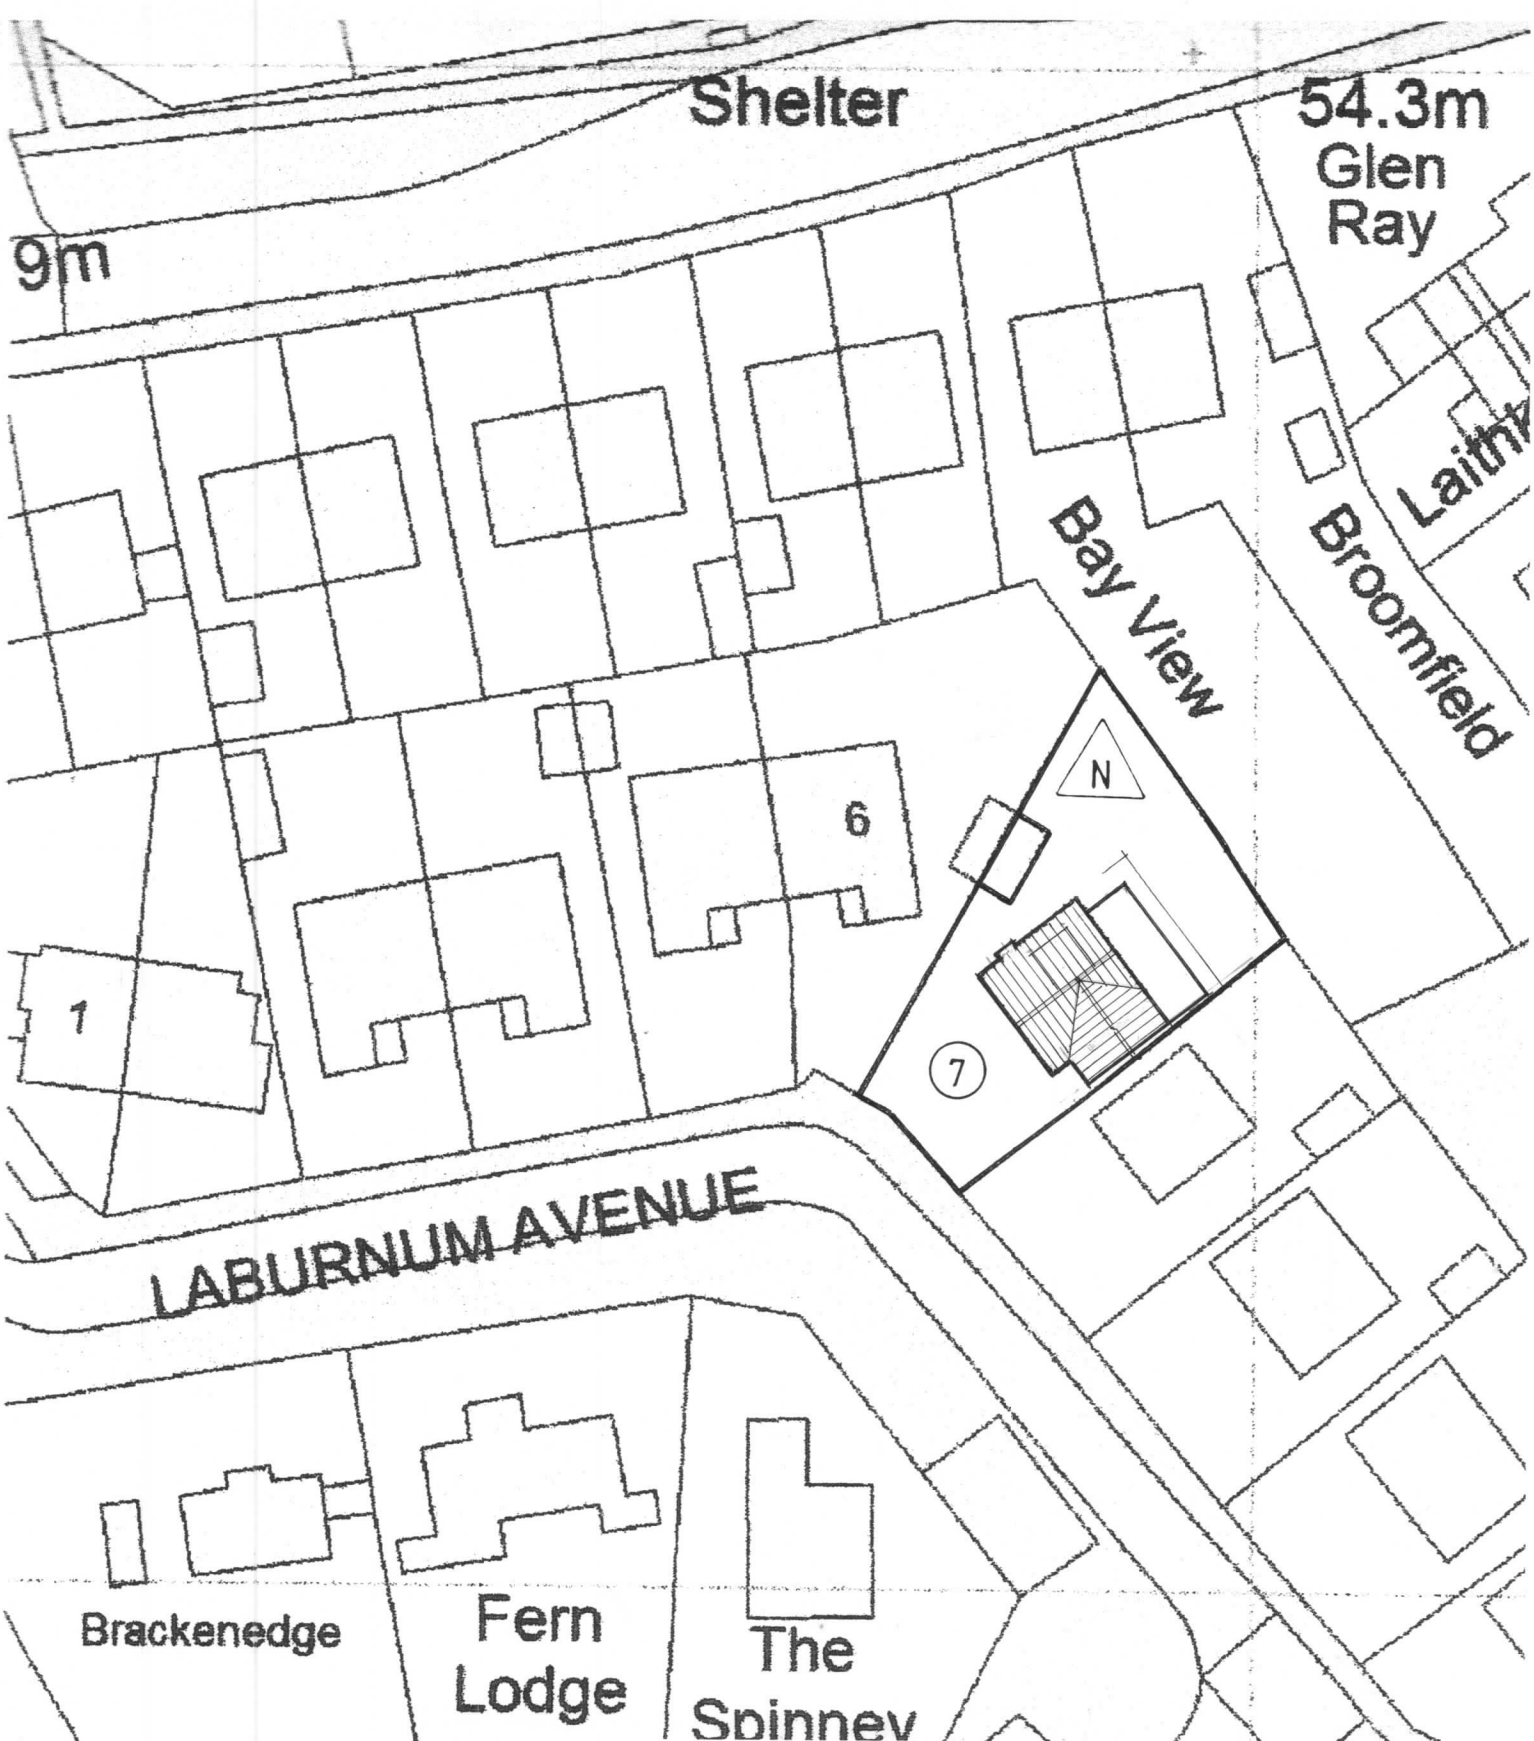 Shelter
54.3m
Glen
Ray
9m
Bay View
Broomfield
N
6
1
7
LABURNUM AVENUE
Brackenedge
Fern
Lodge
The
Spinney